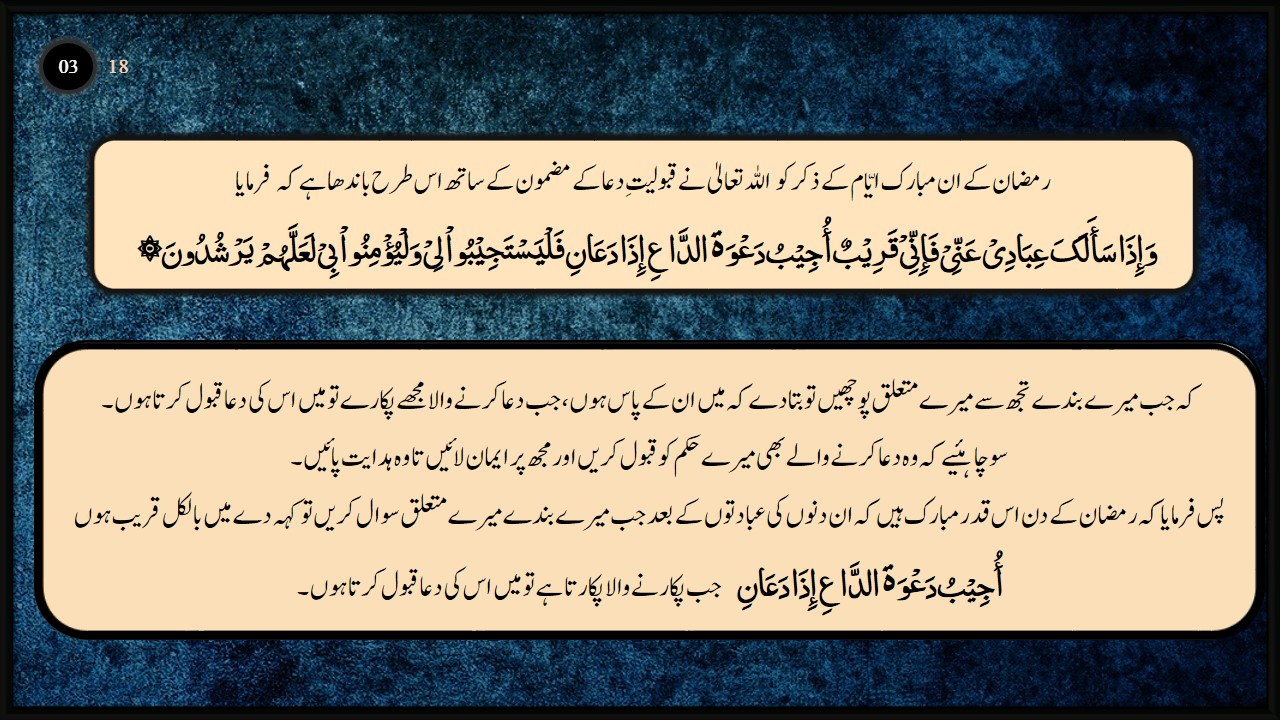 03 18
رمضان کے ان مبارک ایّام کے ذکر کو اللہ تعالیٰ نے قبولیتِ دعا کے مضمون کے ساتھ اس طرح باندھا ہے کہ فرمایا
وَإِذَا سَأَلَکَ عِبَادِیْ عَنِّیْ فَإِنِّیْ قَرِیْبٌ أُجِیْبُ دَعْوَۃَ الدَّاعِ إِذَا دَعَانِ فَلْیَسْتَجِیْبُواْ لِیْ وَلْیُؤْمِنُواْ بِیْ لَعَلَّہُمْ یَرْشُدُونَ۞
کہ جب میرے بندے تجھ سے میرے متعلق پوچھیں تو بتا دے کہ میں ان کے پاس ہوں، جب دعا کرنے والا مجھے پکارے تو میں اس کی دعا قبول کرتا ہوں۔
سو چاہئیے کہ وہ دعا کرنے والے بھی میرے حکم کو قبول کریں اور مجھ پر ایمان لائیں تا وہ ہدایت پائیں۔
پس فرمایا کہ رمضان کے دن اس قدر مبارک ہیں کہ ان دنوں کی عبادتوں کے بعد جب میرے بندے میرے متعلق سوال کریں تو کہہ دے میں بالکل قریب ہوں
أُجِیْبُ دَعْوَۃَ الدَّاعِ إِذَا دَعَانِ جب پکارنے والا پکارتا ہے تو میں اس کی دعا قبول کرتا ہوں۔